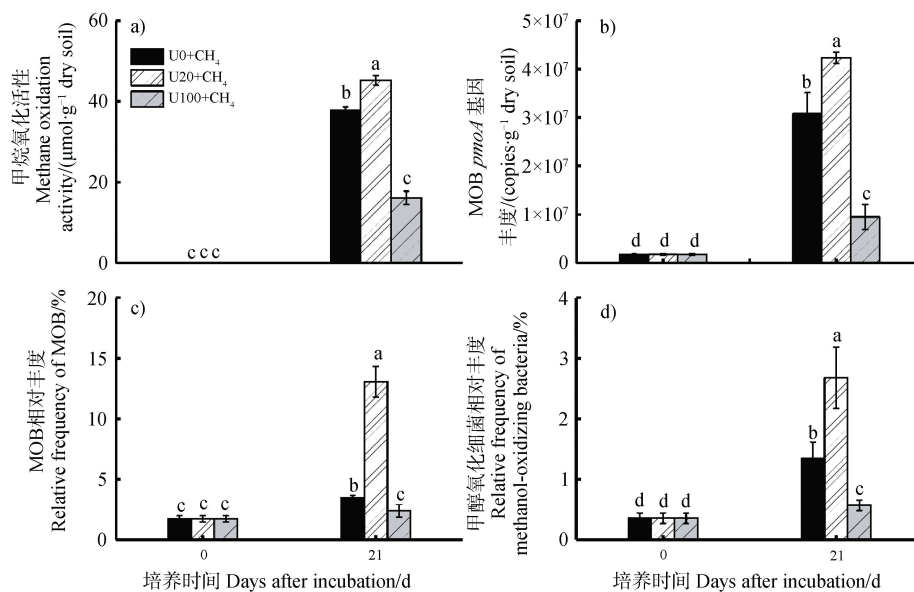 a)
60
40
20
0
甲烷氧化活性
Methane oxidation
activity/(μmol·g⁻¹ dry soil)
U0+CH₄
U20+CH₄
U100+CH₄
c c c
b
a
c
b)
5×10⁷
4×10⁷
3×10⁷
2×10⁷
1×10⁷
0
MOB pmoA 基因
丰度/(copies·g⁻¹ dry soil)
d d d
b
a
c
c)
20
15
10
5
0
MOB相对丰度
Relative frequency of MOB/%
c c c
b
a
c
0
21
培养时间 Days after incubation/d
d)
4
3
2
1
0
甲醇氧化细菌相对丰度
Relative frequency of
methanol-oxidizing bacteria/%
d d d
b
a
c
0
21
培养时间 Days after incubation/d